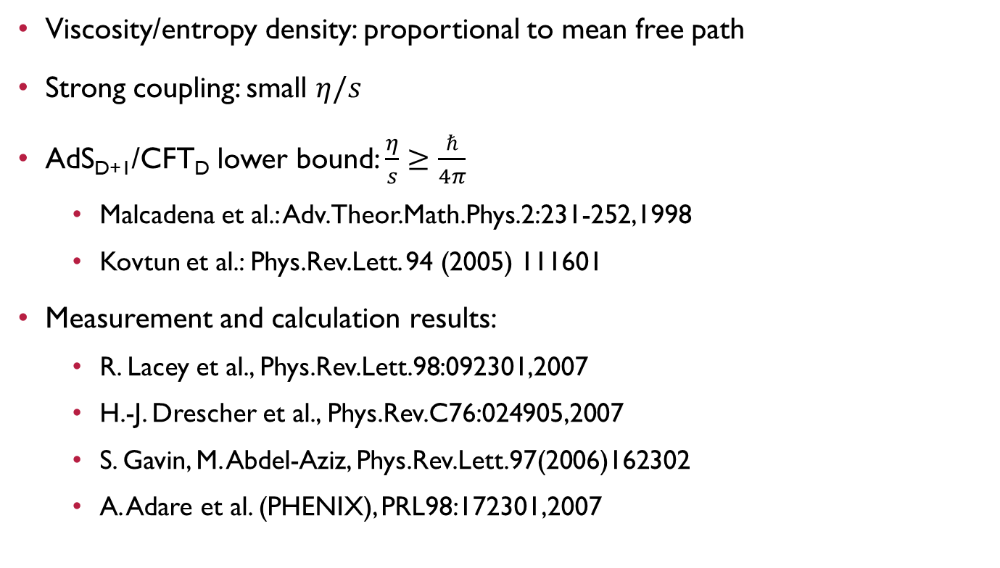 • Viscosity/entropy density: proportional to mean free path
• Strong coupling: small η/s
• AdS_{D+1}/CFT_D lower bound: η/s ≥ ħ/4π
• Malcadena et al.: Adv.Theor.Math.Phys.2:231-252,1998
• Kovtun et al.: Phys.Rev.Lett. 94 (2005) 111601
• Measurement and calculation results:
• R. Lacey et al., Phys.Rev.Lett.98:092301,2007
• H.-J. Drescher et al., Phys.Rev.C76:024905,2007
• S. Gavin, M. Abdel-Aziz, Phys.Rev.Lett.97(2006)162302
• A. Adare et al. (PHENIX), PRL98:172301,2007